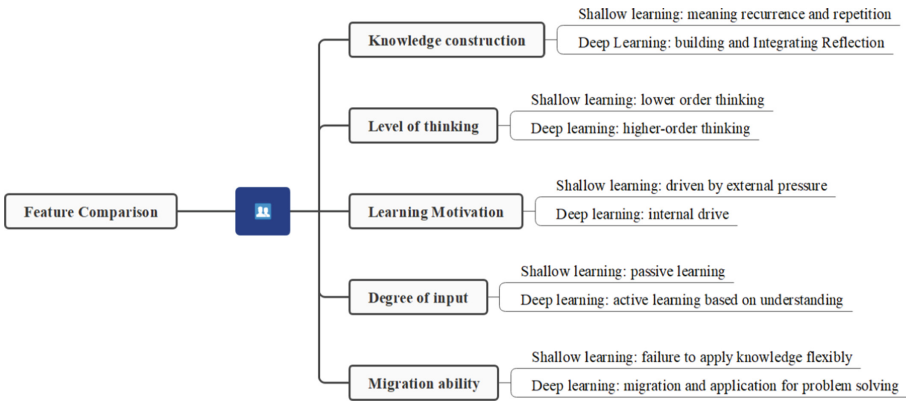 Feature Comparison
Knowledge construction
Shallow learning: meaning recurrence and repetition
Deep Learning: building and Integrating Reflection
Level of thinking
Shallow learning: lower order thinking
Deep learning: higher-order thinking
Learning Motivation
Shallow learning: driven by external pressure
Deep learning: internal drive
Degree of input
Shallow learning: passive learning
Deep learning: active learning based on understanding
Migration ability
Shallow learning: failure to apply knowledge flexibly
Deep learning: migration and application for problem solving